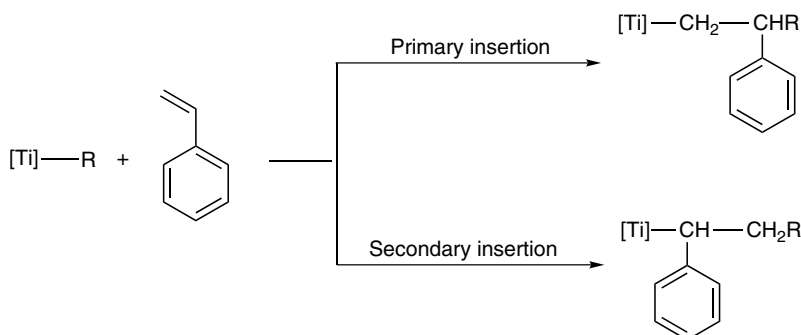 [Ti]—CH₂—CHR
Primary insertion
[Ti]—R +
[Ti]—CH—CH₂R
Secondary insertion